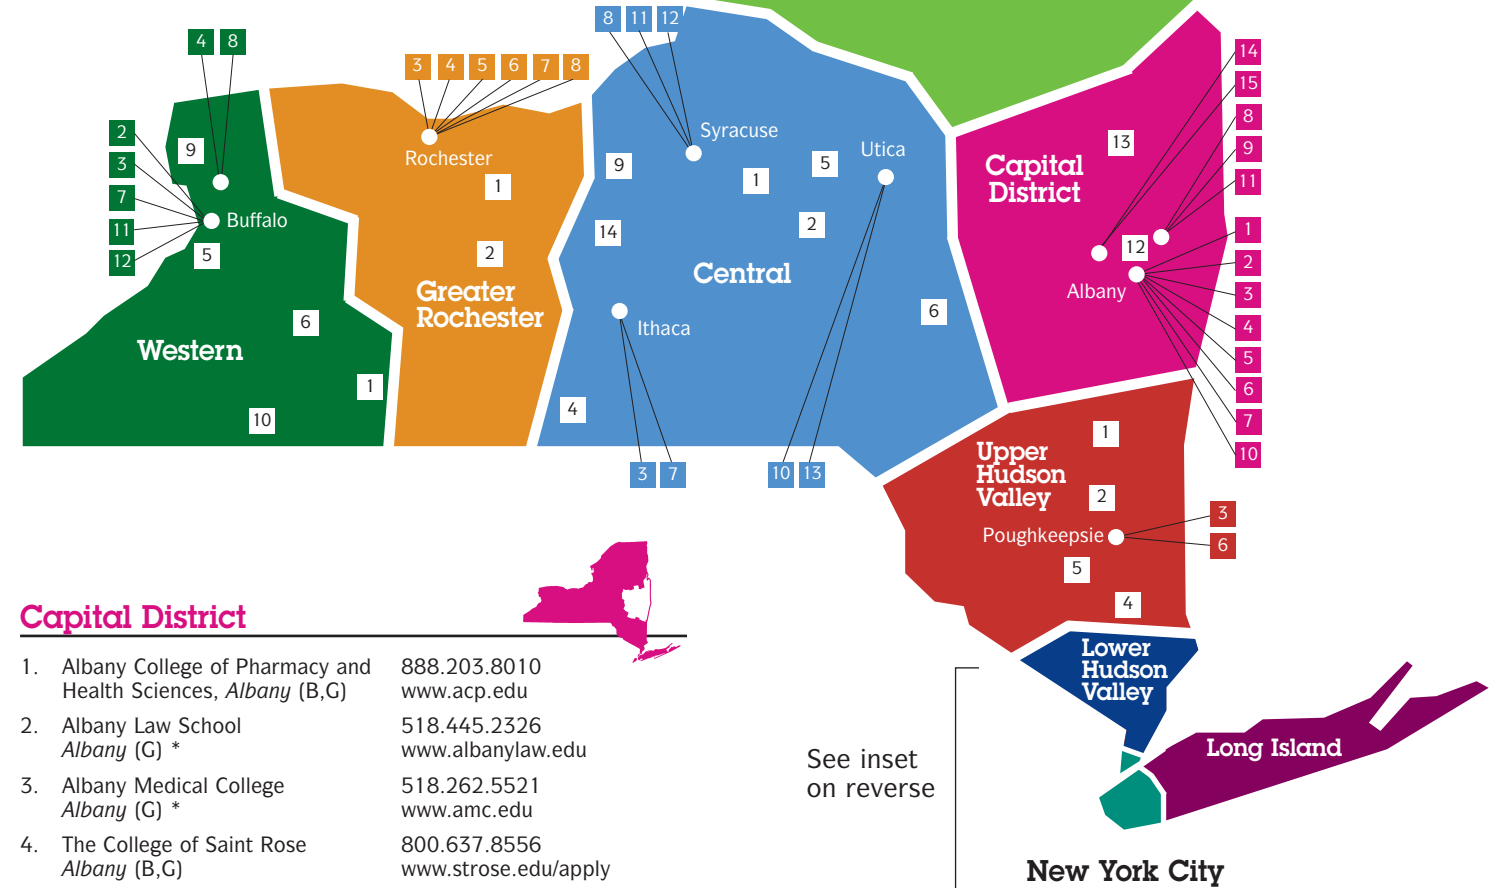 8 11 12
4 8
3 4 5 6 7 8
14
15
8
9
11
1
2
3
4
5
6
7
10
2
3
7
11
12
9
Buffalo
5
6
Western
1
10
Rochester
1
2
Greater
Rochester
Syracuse
Utica
9
1
5
2
14
Central
6
Ithaca
4
3 7
10 13
Capital
District
13
12
Albany
Upper
Hudson
Valley
1
2
Poughkeepsie
3
6
5
4
Lower
Hudson
Valley
Long Island
See inset
on reverse
New York City
Capital District
1. Albany College of Pharmacy and 888.203.8010
Health Sciences, Albany (B,G) www.acp.edu
2. Albany Law School 518.445.2326
Albany (G) * www.albanylaw.edu
3. Albany Medical College 518.262.5521
Albany (G) * www.amc.edu
4. The College of Saint Rose 800.637.8556
Albany (B,G) www.strose.edu/apply